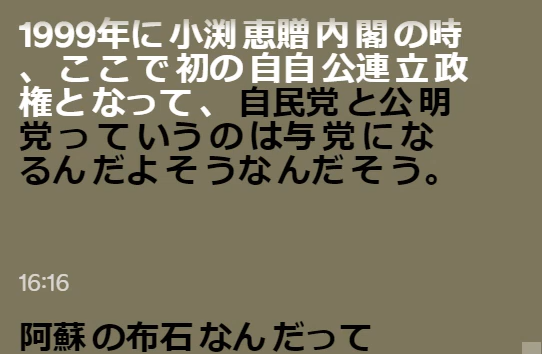 1999年に小渕恵贈内閣の時
、ここで初の自自公連立政
権となって、自民党と公明
党っていうのは与党にな
るんだよそうなんだそう。
16:16
阿蘇の布石なんだって